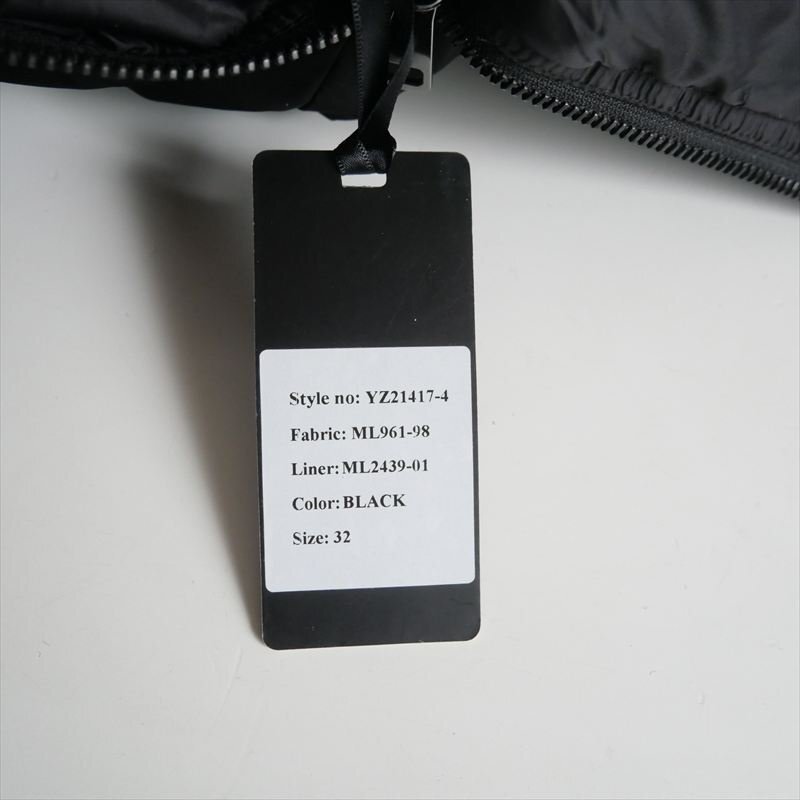 Style no: YZ21417-4
Fabric: ML961-98
Liner:ML2439-01
Color:BLACK
Size: 32